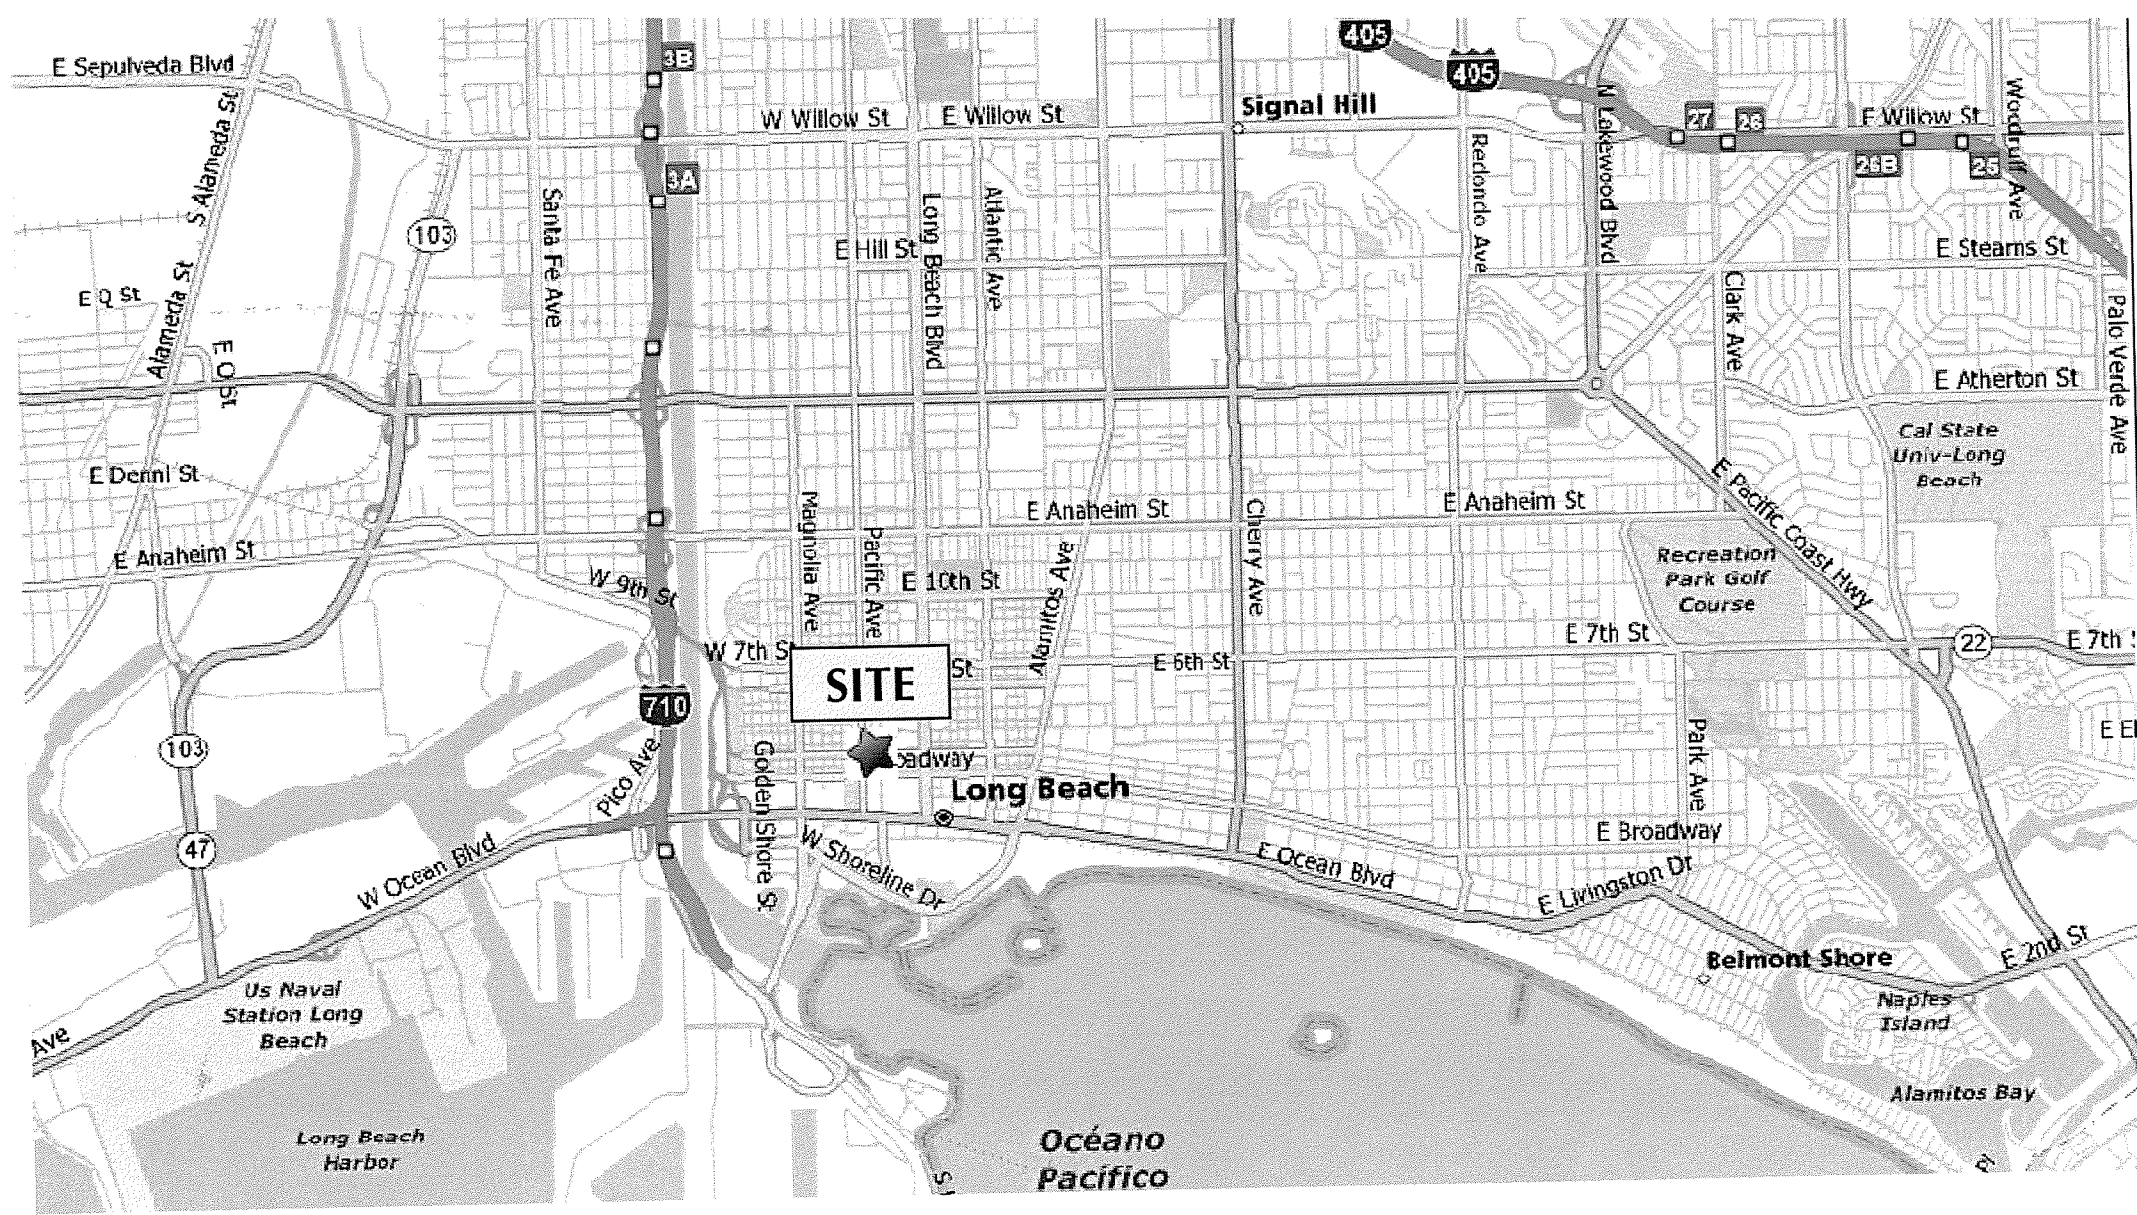 405
3B
E Sepulveda Blvd
405
W Willow St
E Willow St
Signal Hill
27
28
E Willow St
N Lakewood Blvd
Woodruff Ave
S Alameda St
3A
26B
25
Redondo Ave
Santa Fe Ave
Long Beach Blvd
Atlantic Ave
103
E Hill St
E Stearns St
Alameda St
E Q St
Clark Ave
Palo Verde Ave
E O St
E Atherton St
Cal State
Univ-Long
Beach
E Denni St
E Pacific Coast Hwy
Magnolia Ave
E Anaheim St
E Anaheim St
Cherry Ave
Pacific Ave
E Anaheim St
Alamitos Ave
Recreation
Park Golf
Course
W 9th St
E 10th St
W 7th St
E 7th St
22
E 7th S
SITE
St
E 6th St
710
Park Ave
E El
103
Pico Ave
Golden Shore St
oadway
Long Beach
47
W Ocean Blvd
W Shoreline Dr
E Broadway
E Ocean Blvd
E Livingston Dr
Belmont Shore
E 2nd St
Us Naval
Station Long
Beach
Naples
Island
Ave
Alamitos Bay
Long Beach
Harbor
Océano
Pacífico